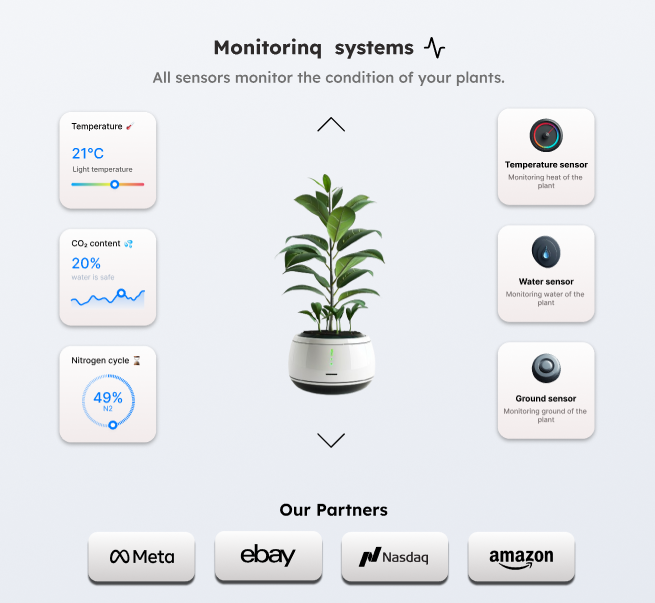 Monitorinq systems
All sensors monitor the condition of your plants.
Temperature
21°C
Light temperature
CO₂ content
20%
water is safe
Nitrogen cycle
49%
N2
Temperature sensor
Monitoring heat of the
plant
Water sensor
Monitoring water of the
plant
Ground sensor
Monitoring ground of the
plant
Our Partners
Meta
ebay
Nasdaq
amazon